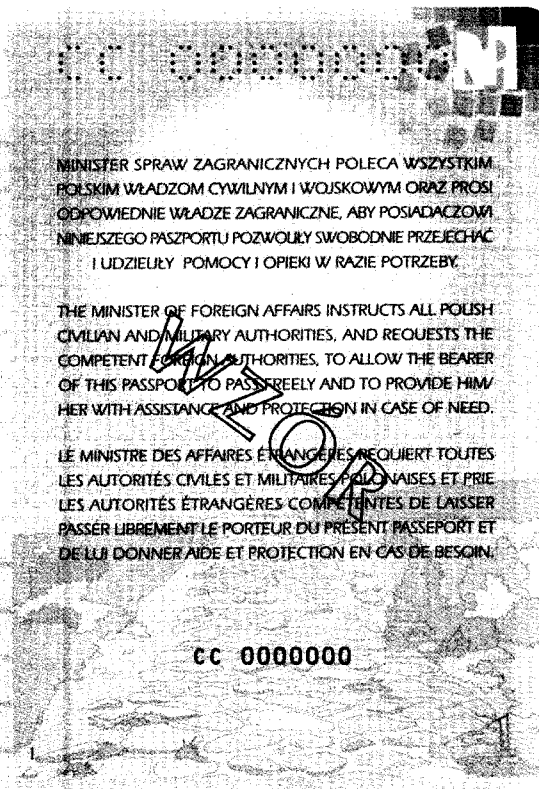 CC 0000000
MINISTER SPRAW ZAGRANICZNYCH POLECA WSZYSTKIM
POLSKIM WŁADZOM CYWILNYM I WOJSKOWYM ORAZ PROSI
ODPOWIEDNIE WŁADZE ZAGRANICZNE, ABY POSIADACZOWI
NINIEJSZEGO PASZPORTU POZWOLIŁY SWOBODNIE PRZEJECHAĆ
I UDZIELIŁY POMOCY I OPIEKI W RAZIE POTRZEBY.
THE MINISTER OF FOREIGN AFFAIRS INSTRUCTS ALL POLISH
CIVILIAN AND MILITARY AUTHORITIES, AND REQUESTS THE
COMPETENT FOREIGN AUTHORITIES, TO ALLOW THE BEARER
OF THIS PASSPORT TO PASS FREELY AND TO PROVIDE HIM/
HER WITH ASSISTANCE AND PROTECTION IN CASE OF NEED.
WZÓR
LE MINISTRE DES AFFAIRES ÉTRANGÈRES REQUIERT TOUTES
LES AUTORITÉS CIVILES ET MILITAIRES POLONAISES ET PRIE
LES AUTORITÉS ÉTRANGÈRES COMPÉTENTES DE LAISSER
PASSER LIBREMENT LE PORTEUR DU PRÉSENT PASSEPORT ET
DE LUI DONNER AIDE ET PROTECTION EN CAS DE BESOIN.
CC 0000000
1